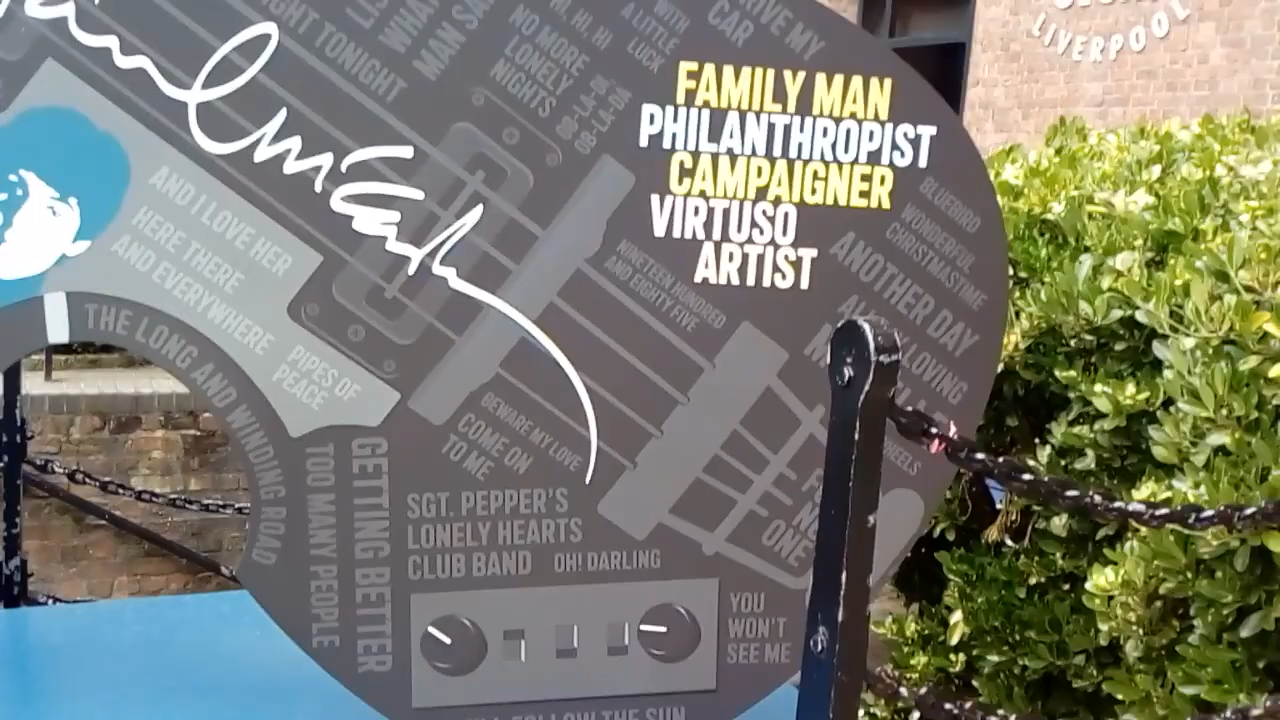 LIVERPOOL
DRIVE MY
CAR
WITH
A LITTLE
LUCK
HI, HI, HI
NO MORE
LONELY
NIGHTS
OB-LA-DI
OB-LA-DA
MAN
TONIGHT
FAMILY MAN
PHILANTHROPIST
CAMPAIGNER
VIRTUSO
ARTIST
BLUEBIRD
WONDERFUL
CHRISTMASTIME
ANOTHER DAY
LOVING
NINETEEN HUNDRED
AND EIGHTY FIVE
AND I LOVE HER
HERE THERE
AND EVERYWHERE
PIPES OF
PEACE
THE LONG AND WINDING ROAD
BEWARE MY LOVE
COME ON
TO ME
GETTING BETTER
TOO MANY PEOPLE
SGT. PEPPER'S
LONELY HEARTS
CLUB BAND
OH! DARLING
ONE
YOU
WON'T
SEE ME
FOLLOW THE SUN